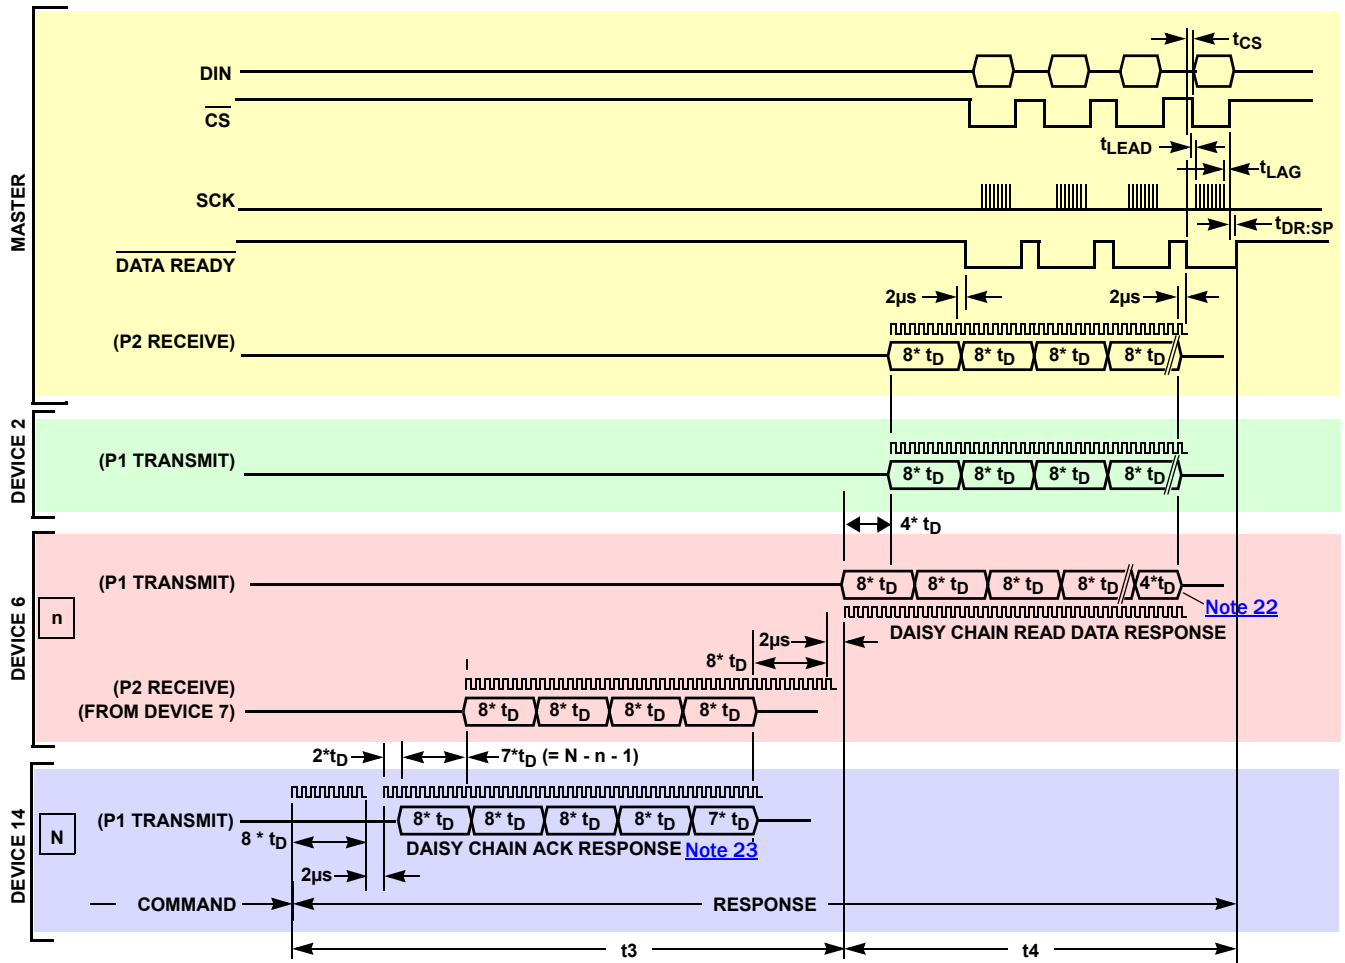 MASTER
DIN
tCS
CS
tLEAD
tLAG
SCK
tDR:SP
DATA READY
2µs
2µs
(P2 RECEIVE)
8* tD
8* tD
8* tD
8* tD
DEVICE 2
(P1 TRANSMIT)
8* tD
8* tD
8* tD
8* tD
4* tD
DEVICE 6
n
(P1 TRANSMIT)
8* tD
8* tD
8* tD
8* tD
4*tD
Note 22
DAISY CHAIN READ DATA RESPONSE
2µs
8* tD
(P2 RECEIVE)
(FROM DEVICE 7)
8* tD
8* tD
8* tD
8* tD
2*tD
7*tD (= N - n - 1)
DEVICE 14
N
(P1 TRANSMIT)
8* tD
8* tD
8* tD
8* tD
7* tD
8 * tD
DAISY CHAIN ACK RESPONSE Note 23
2µs
COMMAND
RESPONSE
t3
t4